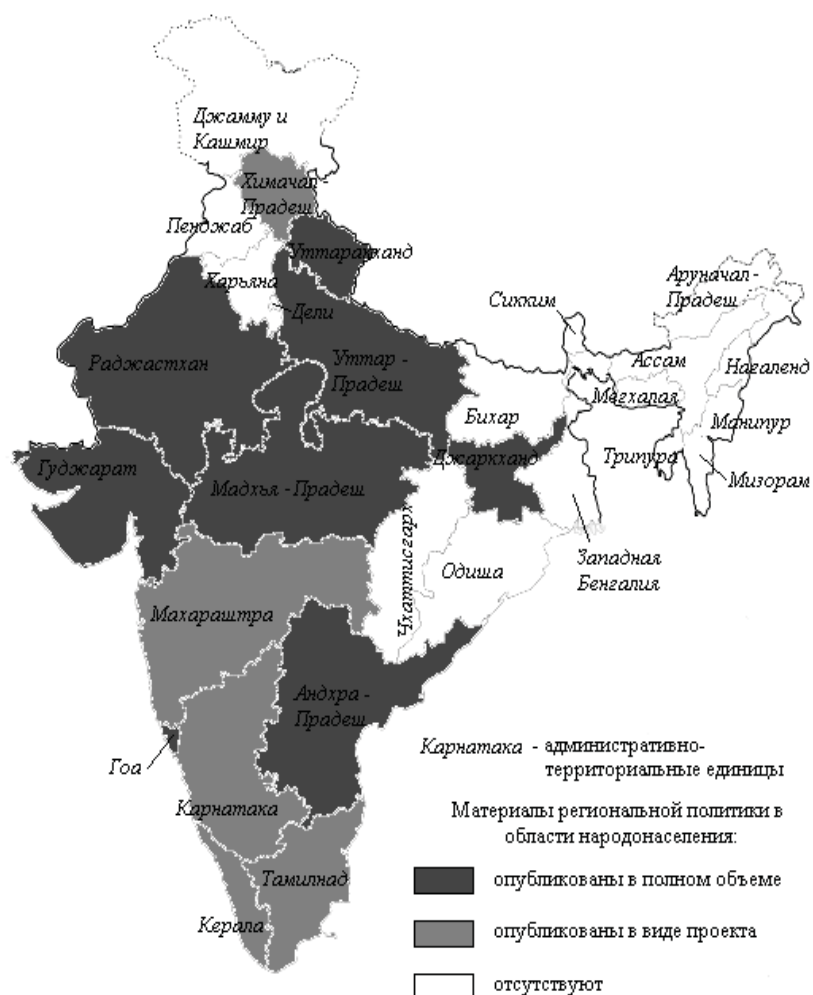 Джамму и
Кашмир
Химачал -
Прадеш
Пенджаб
Уттаракханд
Харьяна
Дели
Раджастхан
Уттар -
Прадеш
Сикким
Аруначал -
Прадеш
Ассам
Нагаленд
Мегхалая
Бихар
Манипур
Гуджарат
Джаркханд
Трипура
Мадхья - Прадеш
Мизорам
Чхаттисгарх
Одиша
Западная
Бенгалия
Махараштра
Андхра -
Прадеш
Гоа
Карнатака
Тамилнад
Керала
Карнатака - административно-
территориальные единицы
Материалы региональной политики в
области народонаселения:
опубликованы в полном объеме
опубликованы в виде проекта
отсутствуют